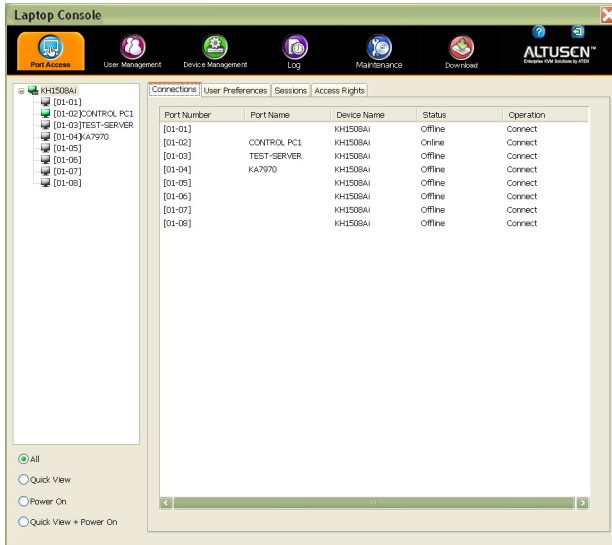 Laptop Console
Port Access User Management Device Management Log Maintenance Download
ALTUSCN™
Enterprise KVM Solutions by ATEN
KH1508Ai
[01-01]
[01-02]CONTROL PC1
[01-03]TEST-SERVER
[01-04]KA7970
[01-05]
[01-06]
[01-07]
[01-08]
All
Quick View
Power On
Quick View + Power On
Connections User Preferences Sessions Access Rights
Port Number Port Name Device Name Status Operation
[01-01] KH1508Ai Offline Connect
[01-02] CONTROL PC1 KH1508Ai Online Connect
[01-03] TEST-SERVER KH1508Ai Offline Connect
[01-04] KA7970 KH1508Ai Offline Connect
[01-05] KH1508Ai Offline Connect
[01-06] KH1508Ai Offline Connect
[01-07] KH1508Ai Offline Connect
[01-08] KH1508Ai Offline Connect